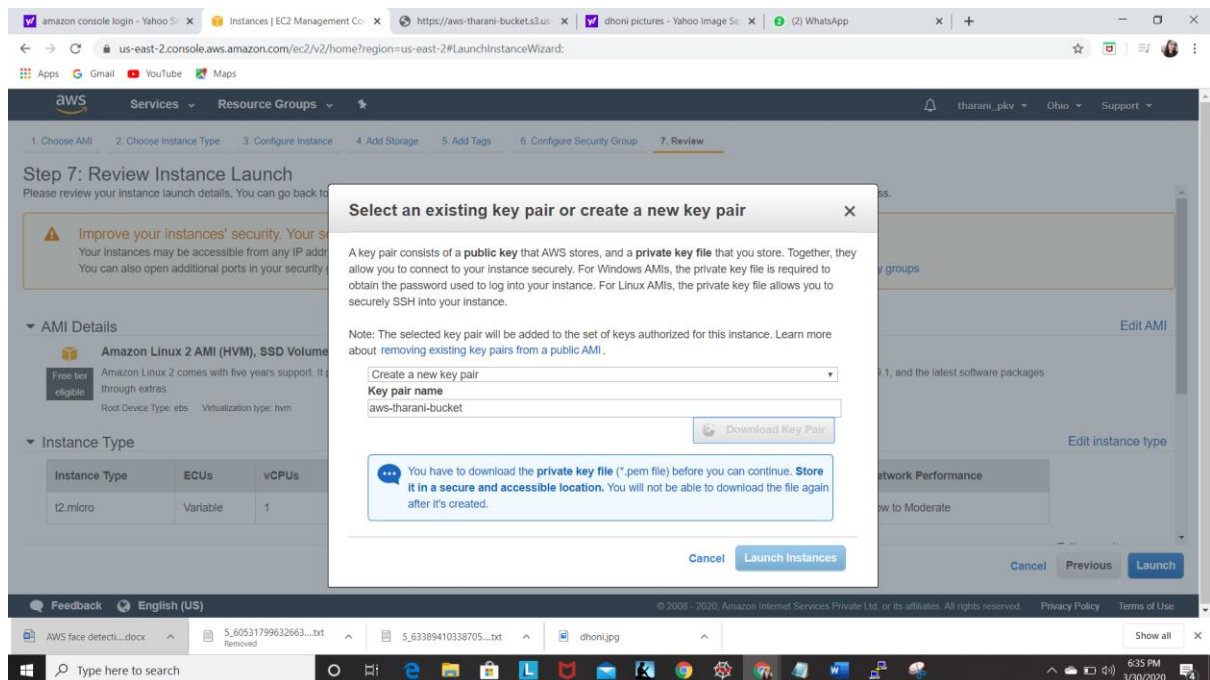 amazon console login - Yahoo S
Instances | EC2 Management Co
https://aws-tharani-bucket.s3.us
dhoni pictures - Yahoo Image Se
(2) WhatsApp
us-east-2.console.aws.amazon.com/ec2/v2/home?region=us-east-2#LaunchInstanceWizard:
Apps Gmail YouTube Maps
aws Services Resource Groups tharani_pkv Ohio Support
1. Choose AMI 2. Choose Instance Type 3. Configure Instance 4. Add Storage 5. Add Tags 6. Configure Security Group 7. Review
Step 7: Review Instance Launch
Please review your instance launch details. You can go back to ss.
Improve your instances' security. Your s
Your instances may be accessible from any IP addr
You can also open additional ports in your security y groups
Select an existing key pair or create a new key pair
A key pair consists of a public key that AWS stores, and a private key file that you store. Together, they
allow you to connect to your instance securely. For Windows AMIs, the private key file is required to
obtain the password used to log into your instance. For Linux AMIs, the private key file allows you to
securely SSH into your instance.
Note: The selected key pair will be added to the set of keys authorized for this instance. Learn more
about removing existing key pairs from a public AMI .
Create a new key pair
Key pair name
aws-tharani-bucket
Download Key Pair
You have to download the private key file (*.pem file) before you can continue. Store
it in a secure and accessible location. You will not be able to download the file again
after it's created.
Cancel Launch Instances
AMI Details Edit AMI
Amazon Linux 2 AMI (HVM), SSD Volume
Free tier
eligible
Amazon Linux 2 comes with five years support. It .1, and the latest software packages
through extras.
Root Device Type: ebs Virtualization type: hvm
Instance Type Edit instance type
Instance Type ECUs vCPUs etwork Performance
t2.micro Variable 1 ow to Moderate
Cancel Previous Launch
Feedback English (US) © 2008 - 2020, Amazon Internet Services Private Ltd. or its affiliates. All rights reserved. Privacy Policy Terms of Use
AWS face detecti....docx
5_60531799632663....txt
Removed
5_63389410338705....txt
dhoni.jpg
Show all
Type here to search
6:35 PM
3/30/2020